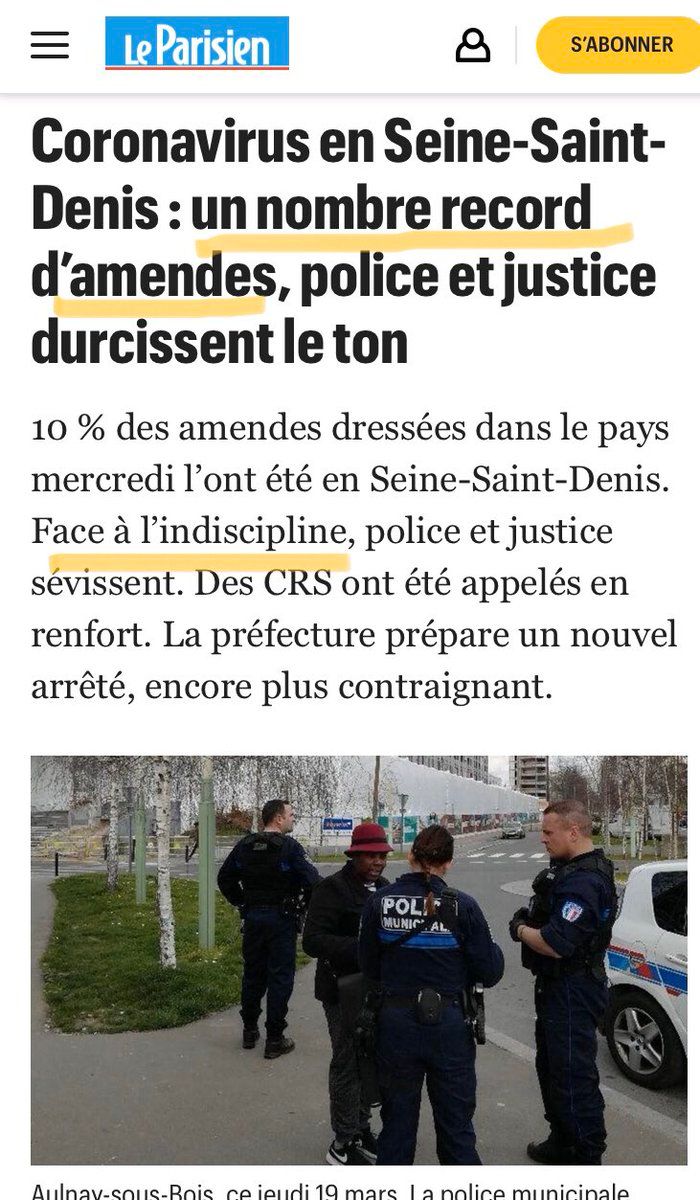 Le Parisien
S'ABONNER
Coronavirus en Seine-Saint-
Denis : un nombre record
d'amendes, police et justice
durcissent le ton
10 % des amendes dressées dans le pays
mercredi l'ont été en Seine-Saint-Denis.
Face à l'indiscipline, police et justice
sévissent. Des CRS ont été appelés en
renfort. La préfecture prépare un nouvel
arrêté, encore plus contraignant.
Aulnay-sous-Bois, ce jeudi 19 mars. La police municipale